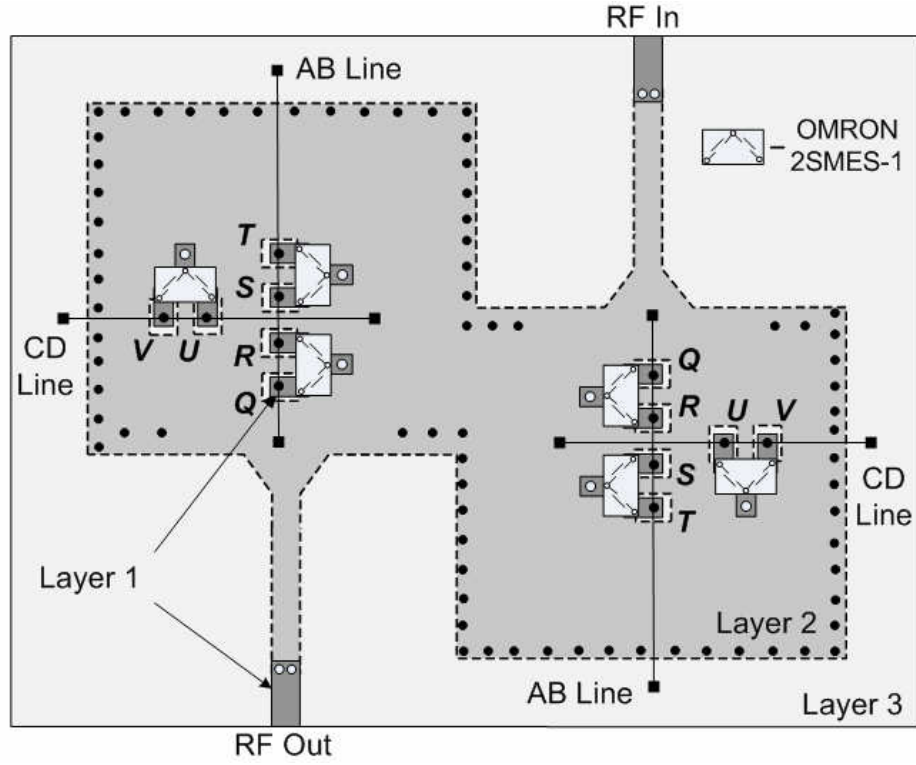 RF In
AB Line
OMRON
2SMES-1
T
S
CD
Line
V U
R
Q
Q
R
U V
S
T
CD
Line
Layer 1
Layer 2
AB Line
Layer 3
RF Out